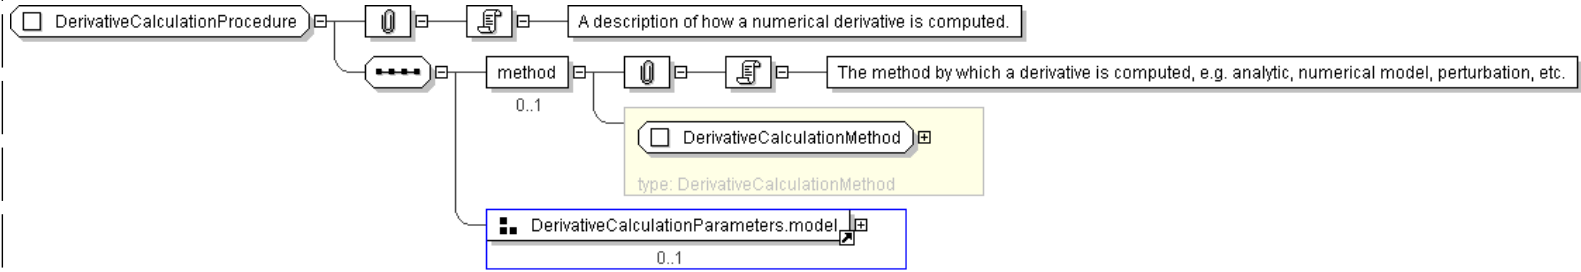 DerivativeCalculationProcedure
A description of how a numerical derivative is computed.
method
The method by which a derivative is computed, e.g. analytic, numerical model, perturbation, etc.
0..1
DerivativeCalculationMethod
type: DerivativeCalculationMethod
DerivativeCalculationParameters.model
0..1